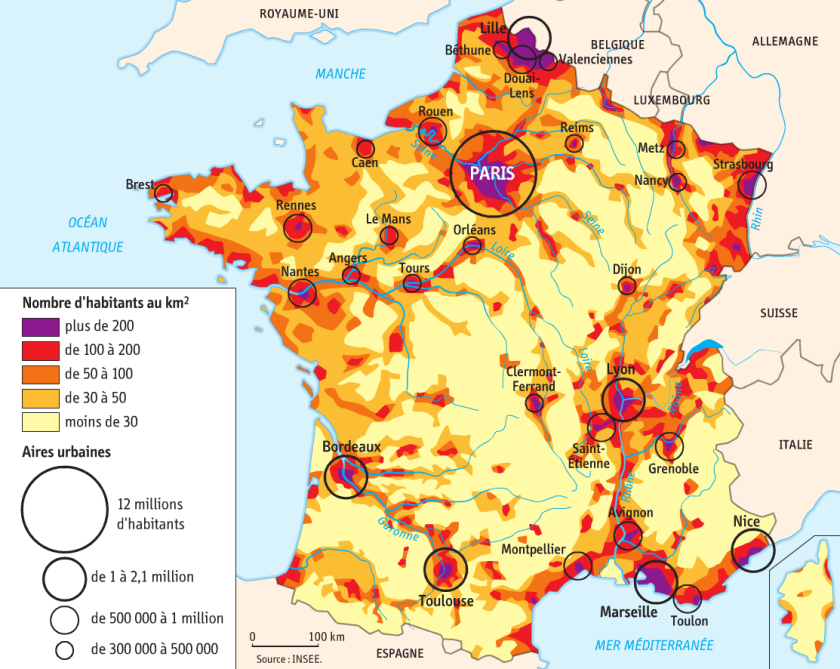 ROYAUME-UNI
Lille
BELGIQUE
ALLEMAGNE
Béthune
Valenciennes
MANCHE
Douai-
Lens
LUXEMBOURG
Rouen
Reims
Seine
Metz
Caen
Strasbourg
PARIS
Nancy
Brest
Rennes
Le Mans
Seine
Rhin
OCÉAN
ATLANTIQUE
Orléans
Loire
Angers
Nantes
Tours
Dijon
SUISSE
Nombre d'habitants au km²
plus de 200
de 100 à 200
de 50 à 100
de 30 à 50
moins de 30
Loire
Lyon
Clermont-
Ferrand
Rhône
Aires urbaines
Bordeaux
Saint-
Étienne
Grenoble
ITALIE
12 millions
d'habitants
Rhône
Garonne
Avignon
Nice
Montpellier
de 1 à 2,1 million
Toulouse
Marseille
Toulon
de 500 000 à 1 million
de 300 000 à 500 000
0 100 km
Source : INSEE.
ESPAGNE
MER MÉDITERRANÉE